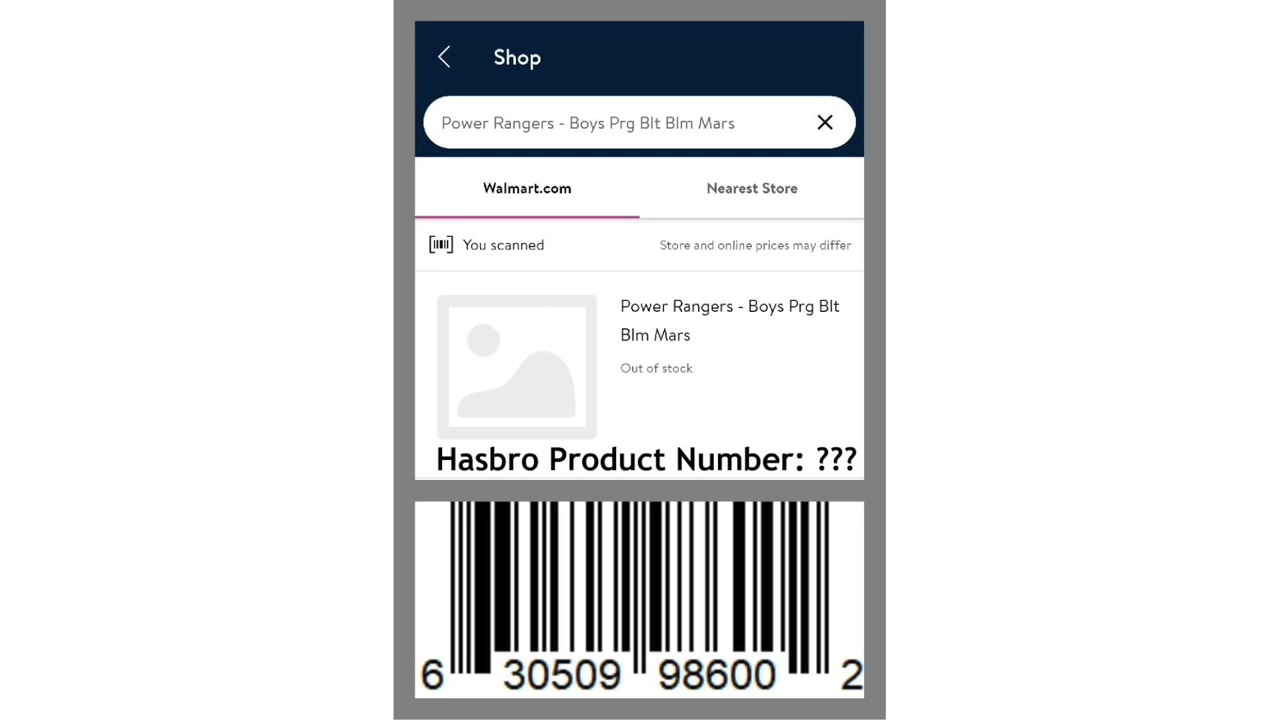 Shop
Power Rangers - Boys Prg Blt Blm Mars
Walmart.com
Nearest Store
You scanned
Store and online prices may differ
Power Rangers - Boys Prg Blt
Blm Mars
Out of stock
Hasbro Product Number: ???
6 30509 98600 2